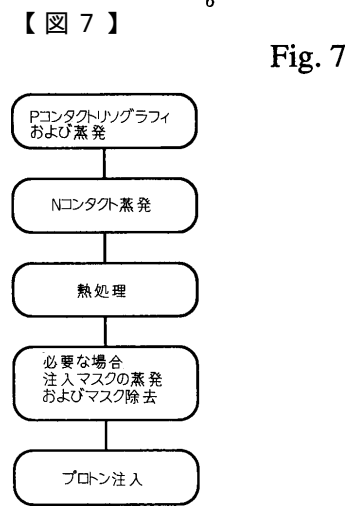 6
【図７】
Fig. 7
Pコンタクトリソグラフィ
および蒸発
Nコンタクト蒸発
熱処理
必要な場合
注入マスクの蒸発
およびマスク除去
プロトン注入